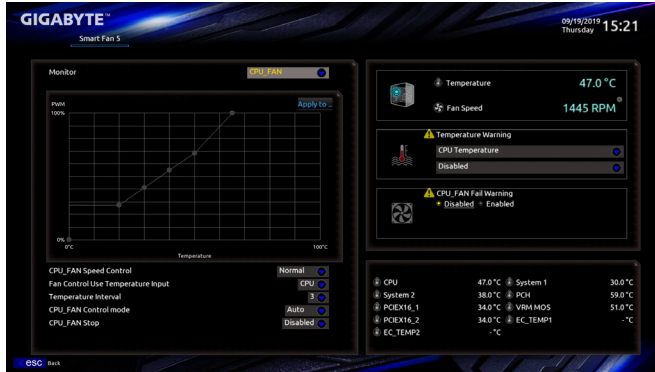 GIGABYTE™
Smart Fan 5
09/19/2019
Thursday
15:21
Monitor
CPU_FAN
PWM
100%
Apply to ..
0%
0°C
100°C
Temperature
CPU_FAN Speed Control Normal
Fan Control Use Temperature Input CPU
Temperature Interval 3
CPU_FAN Control mode Auto
CPU_FAN Stop Disabled
Temperature 47.0 °C
Fan Speed 1445 RPM
Temperature Warning
CPU Temperature
Disabled
CPU_FAN Fail Warning
Disabled Enabled
CPU 47.0°C System 1 30.0°C
System 2 38.0°C PCH 59.0°C
PCIEX16_1 34.0°C VRM MOS 51.0°C
PCIEX16_2 34.0°C EC_TEMP1 -°C
EC_TEMP2 -°C
esc Back